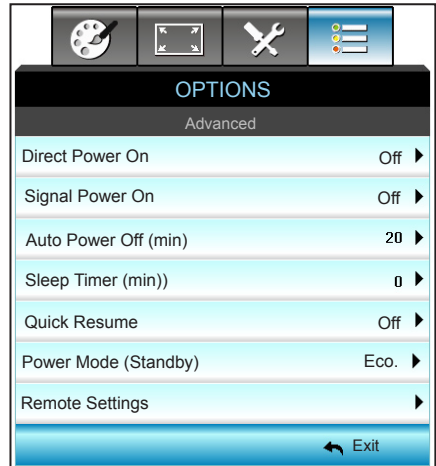 OPTIONS
Advanced
Direct Power On Off
Signal Power On Off
Auto Power Off (min) 20
Sleep Timer (min)) 0
Quick Resume Off
Power Mode (Standby) Eco.
Remote Settings
Exit